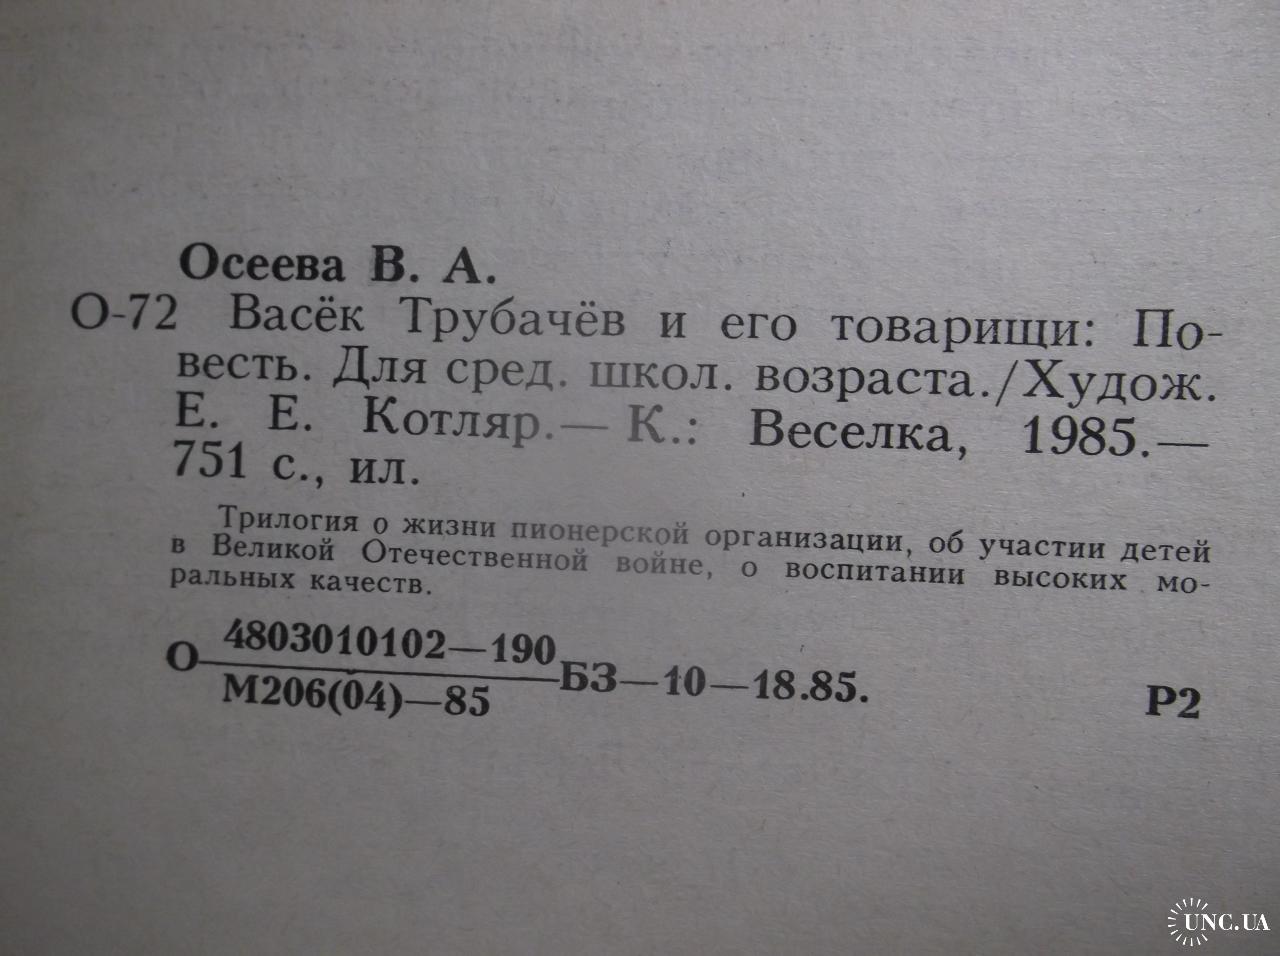 Осеева В. А.
О-72 Васёк Трубачёв и его товарищи: По-
весть. Для сред. школ. возраста./Худож.
Е. Е. Котляр.— К.: Веселка, 1985.—
751 с., ил.
Трилогия о жизни пионерской организации, об участии детей
в Великой Отечественной войне, о воспитании высоких мо-
ральных качеств.
4803010102—190
О БЗ—10—18.85. Р2
М206(04)—85
UNC.UA